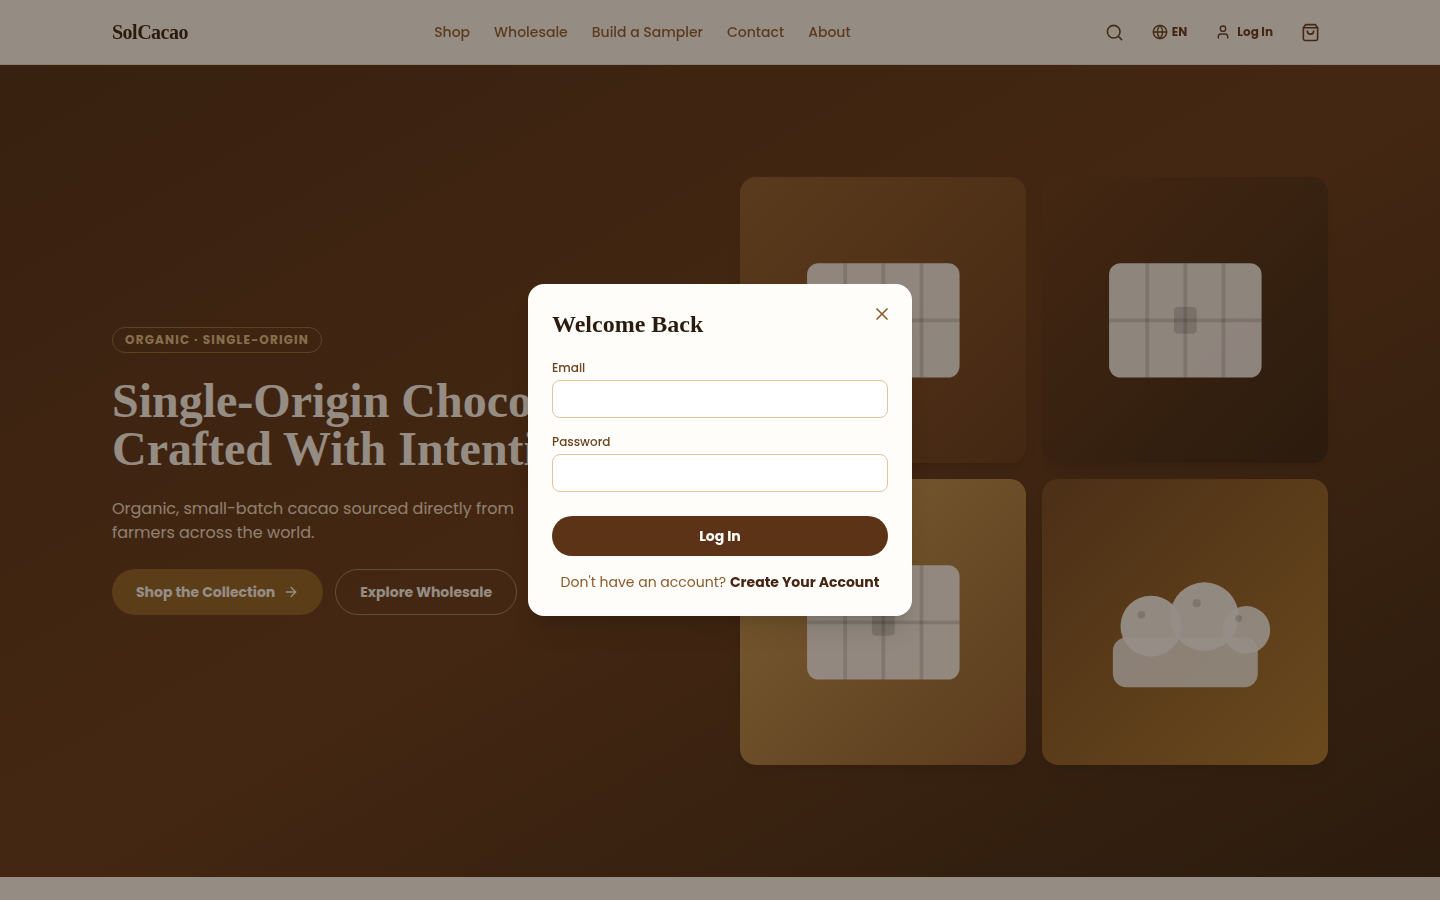 SolCacao
Shop
Wholesale
Build a Sampler
Contact
About
EN
Log In
ORGANIC · SINGLE-ORIGIN
Single-Origin Choco
Crafted With Intenti
Organic, small-batch cacao sourced directly from
farmers across the world.
Shop the Collection
Explore Wholesale
Welcome Back
Email
Password
Log In
Don't have an account? Create Your Account